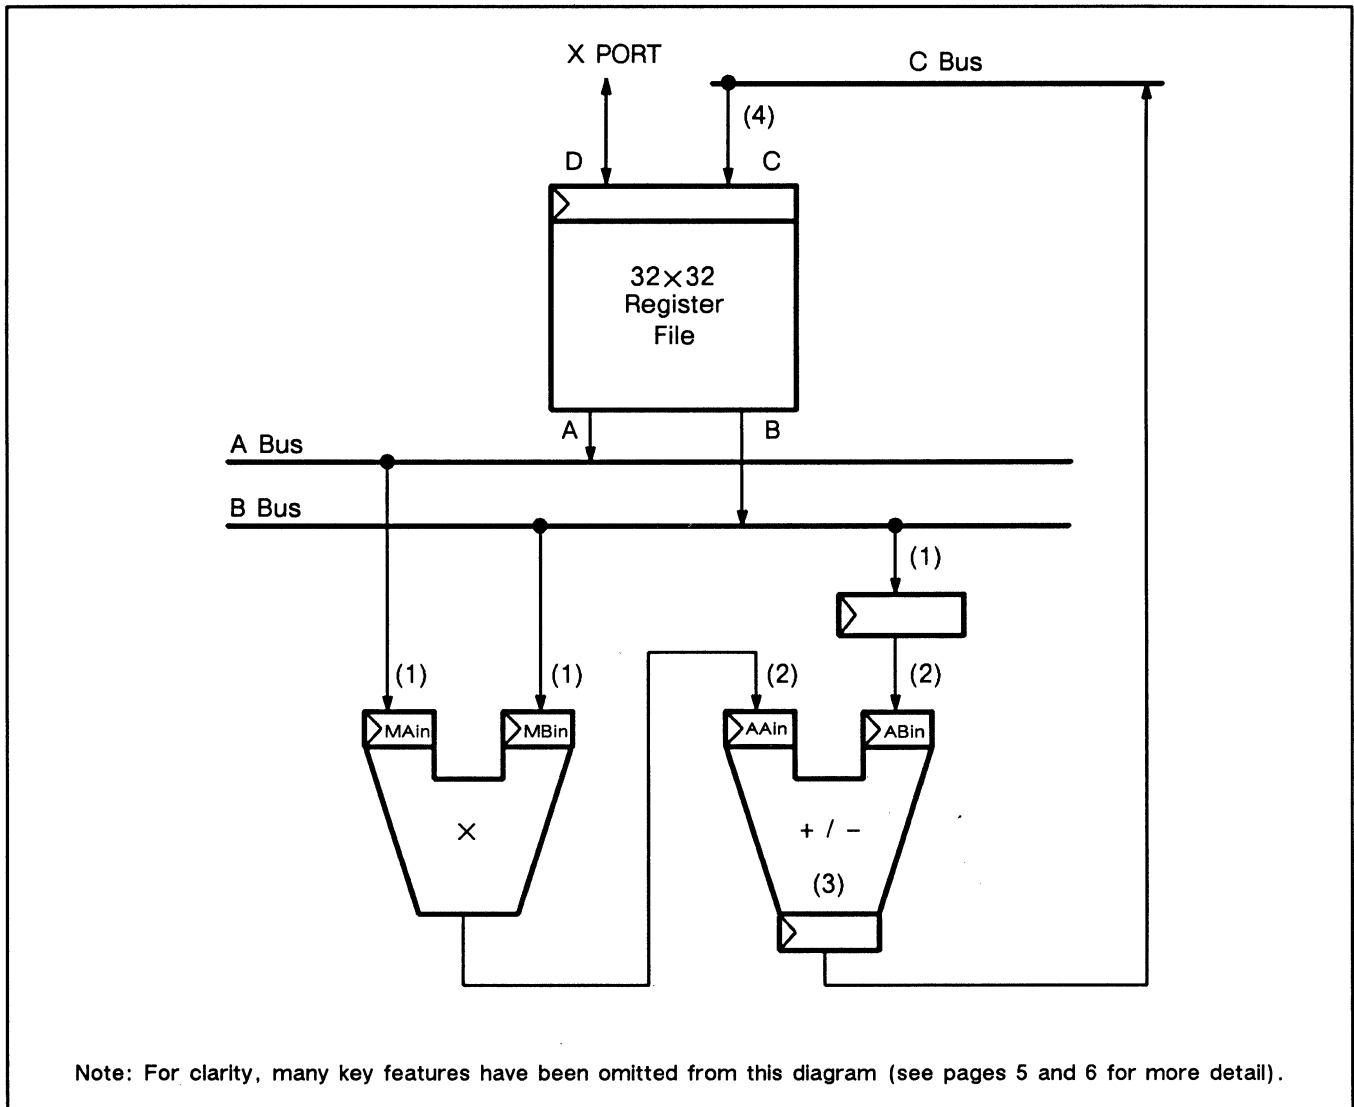 X PORT
C Bus
(4)
D
C
32×32
Register
File
A
B
A Bus
B Bus
(1)
(1)
(1)
(2)
(2)
MAin
MBin
AAin
ABin
×
+ / −
(3)
Note: For clarity, many key features have been omitted from this diagram (see pages 5 and 6 for more detail).